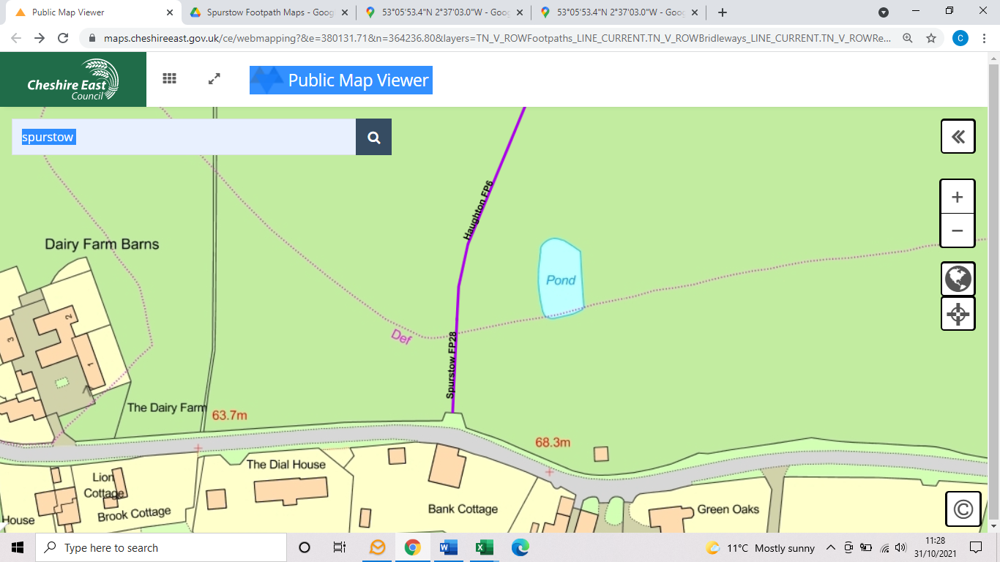 Public Map Viewer
Spurstow Footpath Maps - Goog
53°05'53.4"N 2°37'03.0"W - Goo
53°05'53.4"N 2°37'03.0"W - Goo
maps.cheshireeast.gov.uk/ce/webmapping?&e=380131.71&n=364236.80&layers=TN_V_ROWFootpaths_LINE_CURRENT.TN_V_ROWBridleways_LINE_CURRENT.TN_V_ROWRe...
C
Cheshire East
Council
Public Map Viewer
spurstow
Haughton FP6
Dairy Farm Barns
Pond
2
3
1
Def
Spurstow FP28
The Dairy Farm
63.7m
68.3m
The Dial House
Lion
Cottage
Brook Cottage
House
Bank Cottage
Green Oaks
©
Type here to search
11°C Mostly sunny
11:28
31/10/2021